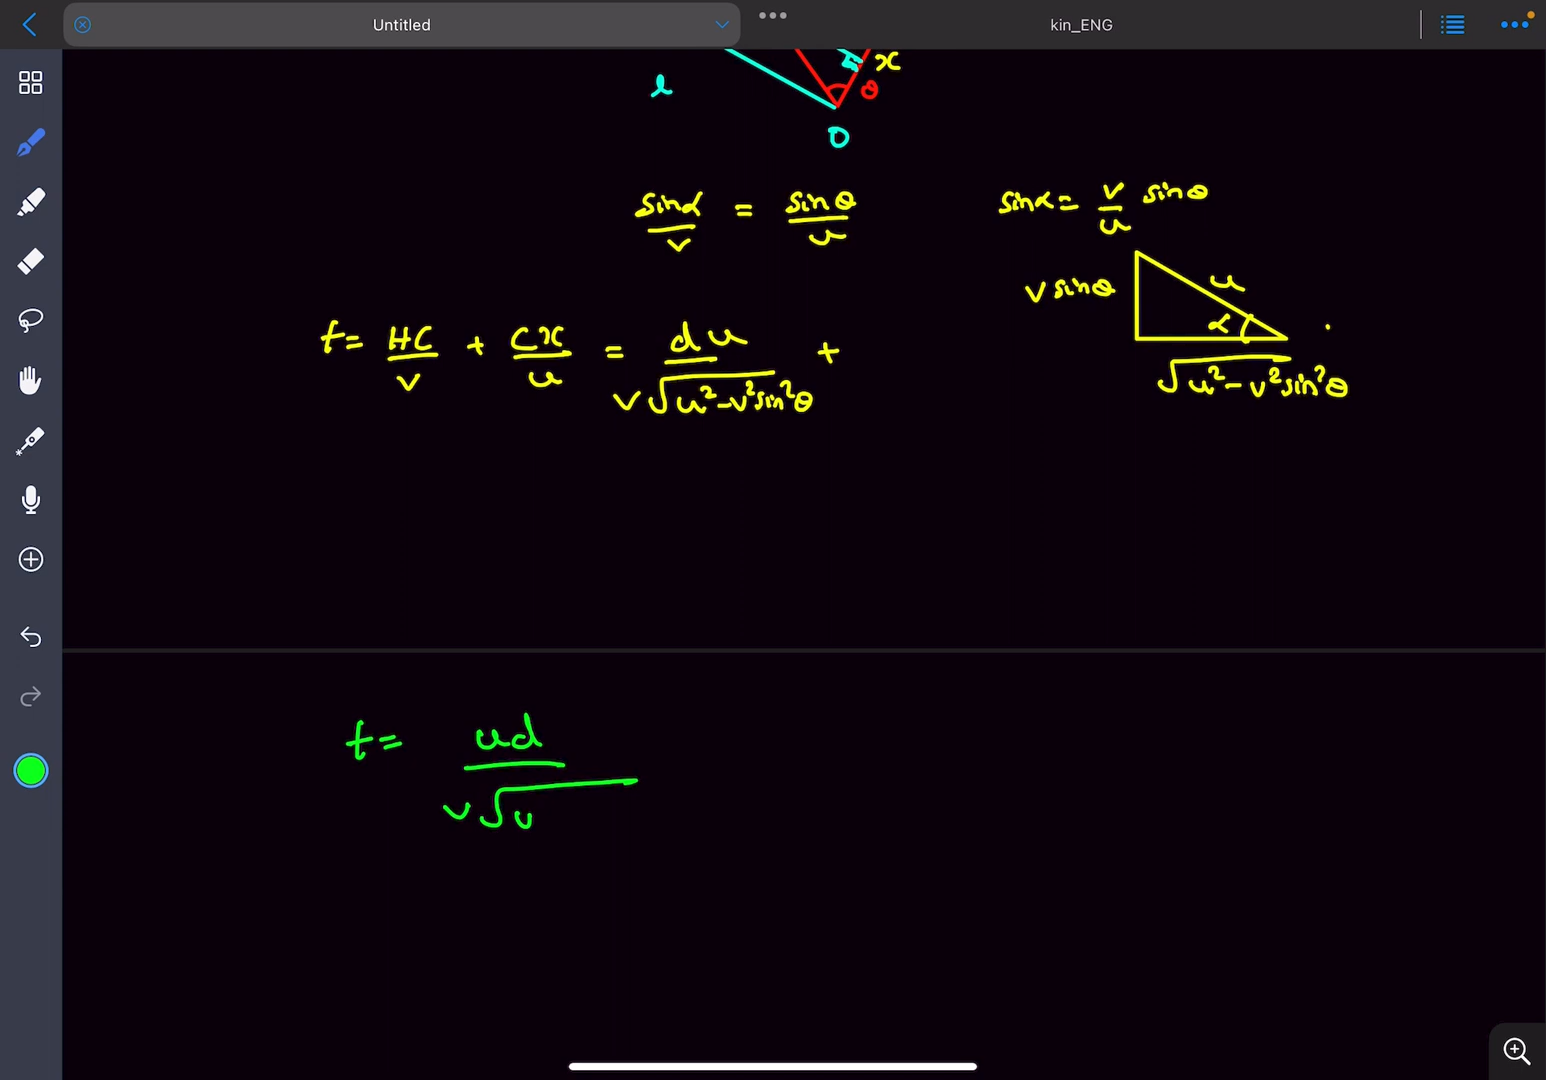 Untitled
kin_ENG
x
l
θ
O
sinα/v = sinθ/u
sinα = v/u sinθ
v sinθ
u
α
t = HC/v + Cx/u = du/v√(u²-v²sin²θ) +
√(u²-v²sin²θ)
t = ud/v√v